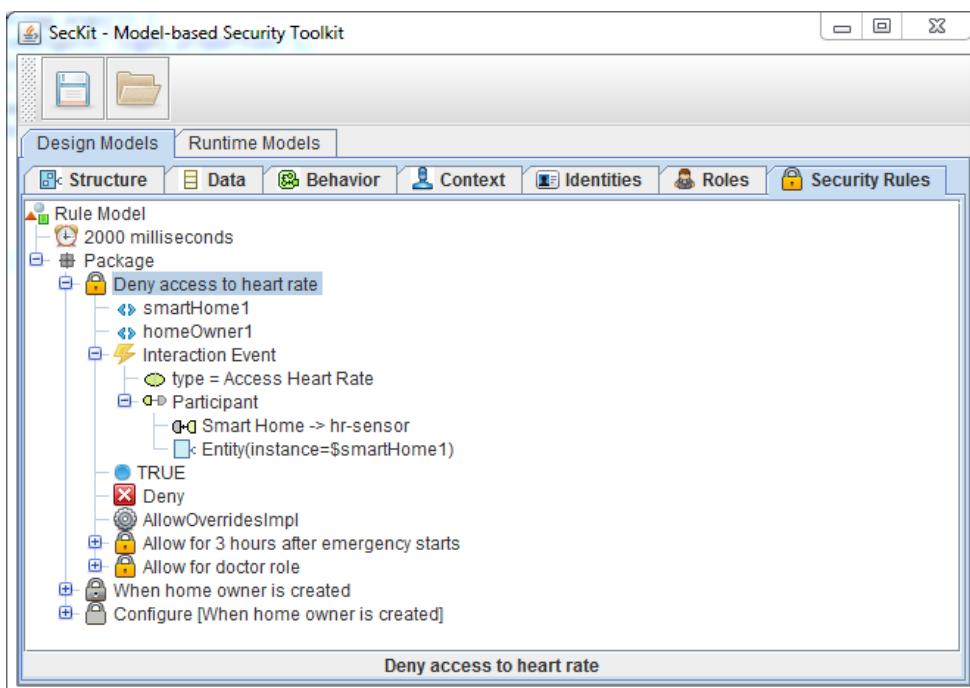 SecKit - Model-based Security Toolkit
Design Models Runtime Models
Structure Data Behavior Context Identities Roles Security Rules
Rule Model
2000 milliseconds
Package
Deny access to heart rate
smartHome1
homeOwner1
Interaction Event
type = Access Heart Rate
Participant
Smart Home -> hr-sensor
Entity(instance=$smartHome1)
TRUE
Deny
AllowOverridesImpl
Allow for 3 hours after emergency starts
Allow for doctor role
When home owner is created
Configure [When home owner is created]
Deny access to heart rate